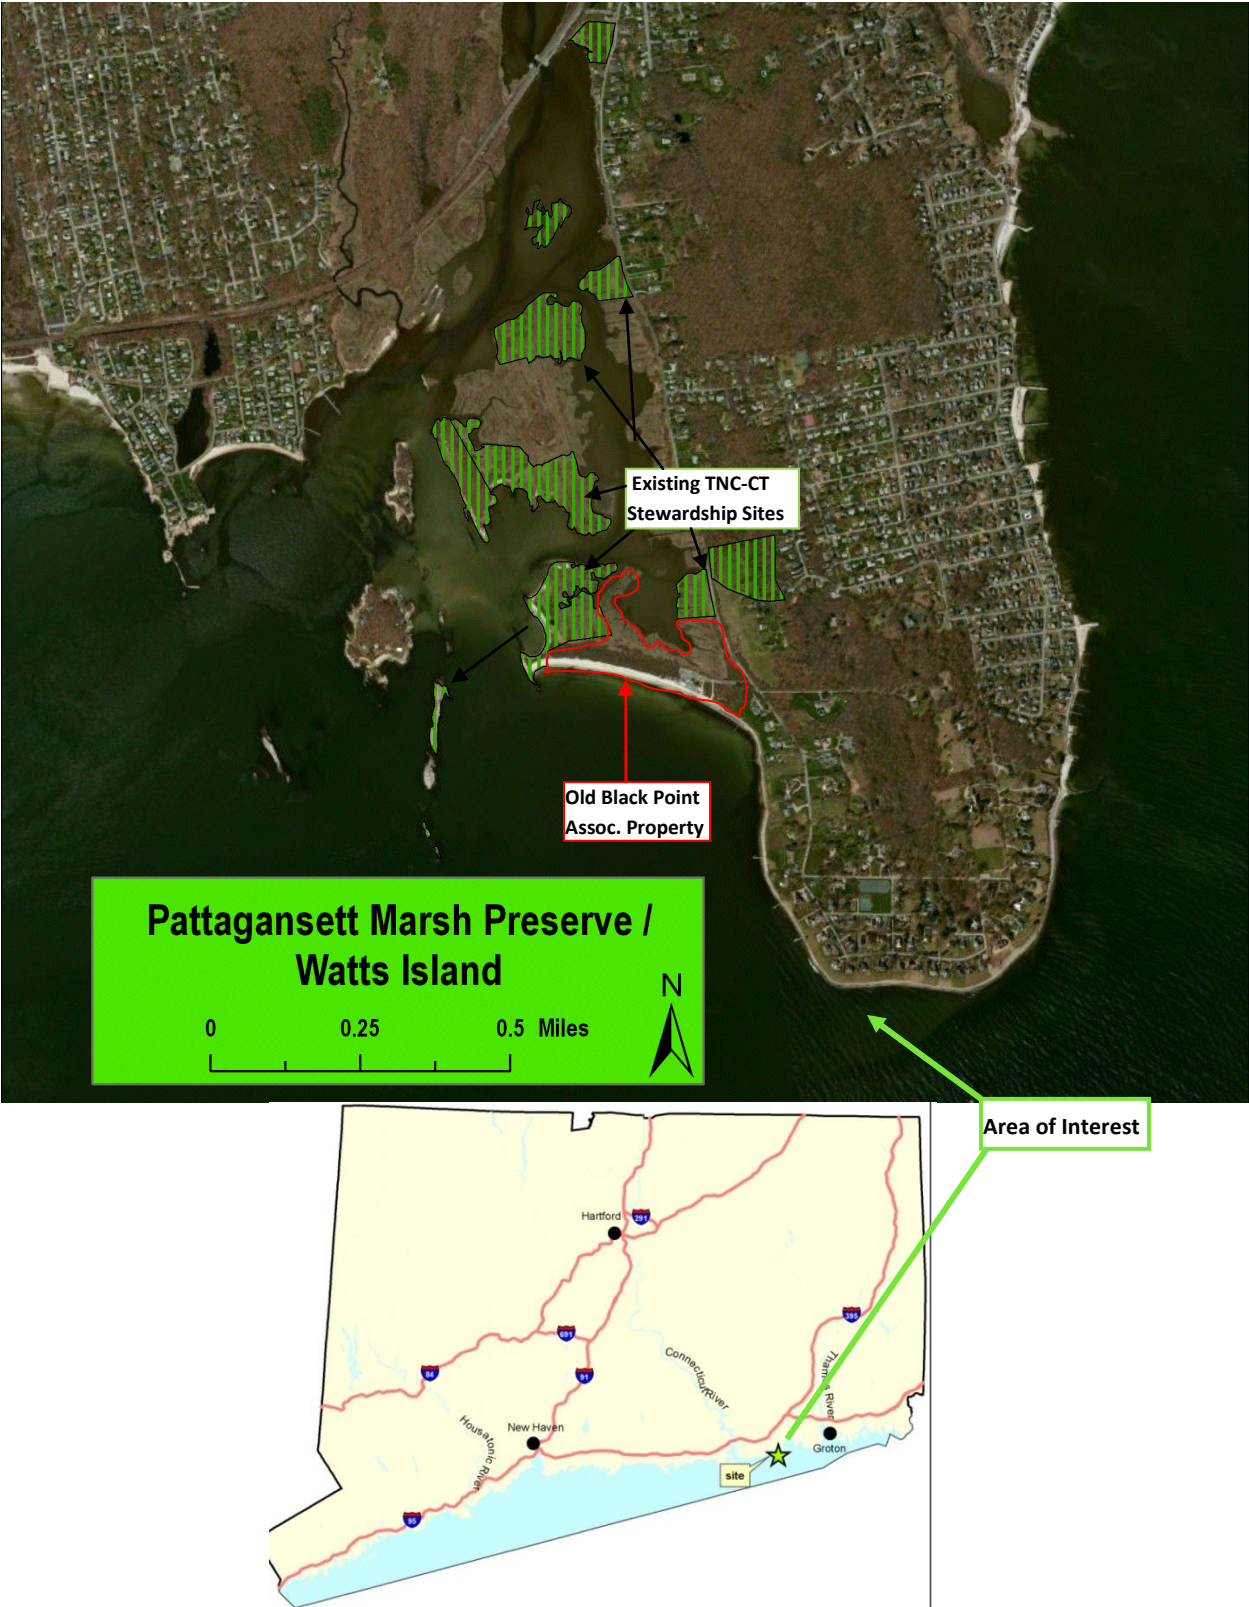 Existing TNC-CT
Stewardship Sites
Old Black Point
Assoc. Property
Pattagansett Marsh Preserve /
Watts Island
N
0 0.25 0.5 Miles
Area of Interest
Hartford
291
395
691
84
91
Connecticut River
Thames River
Housatonic River
New Haven
Groton
site
95